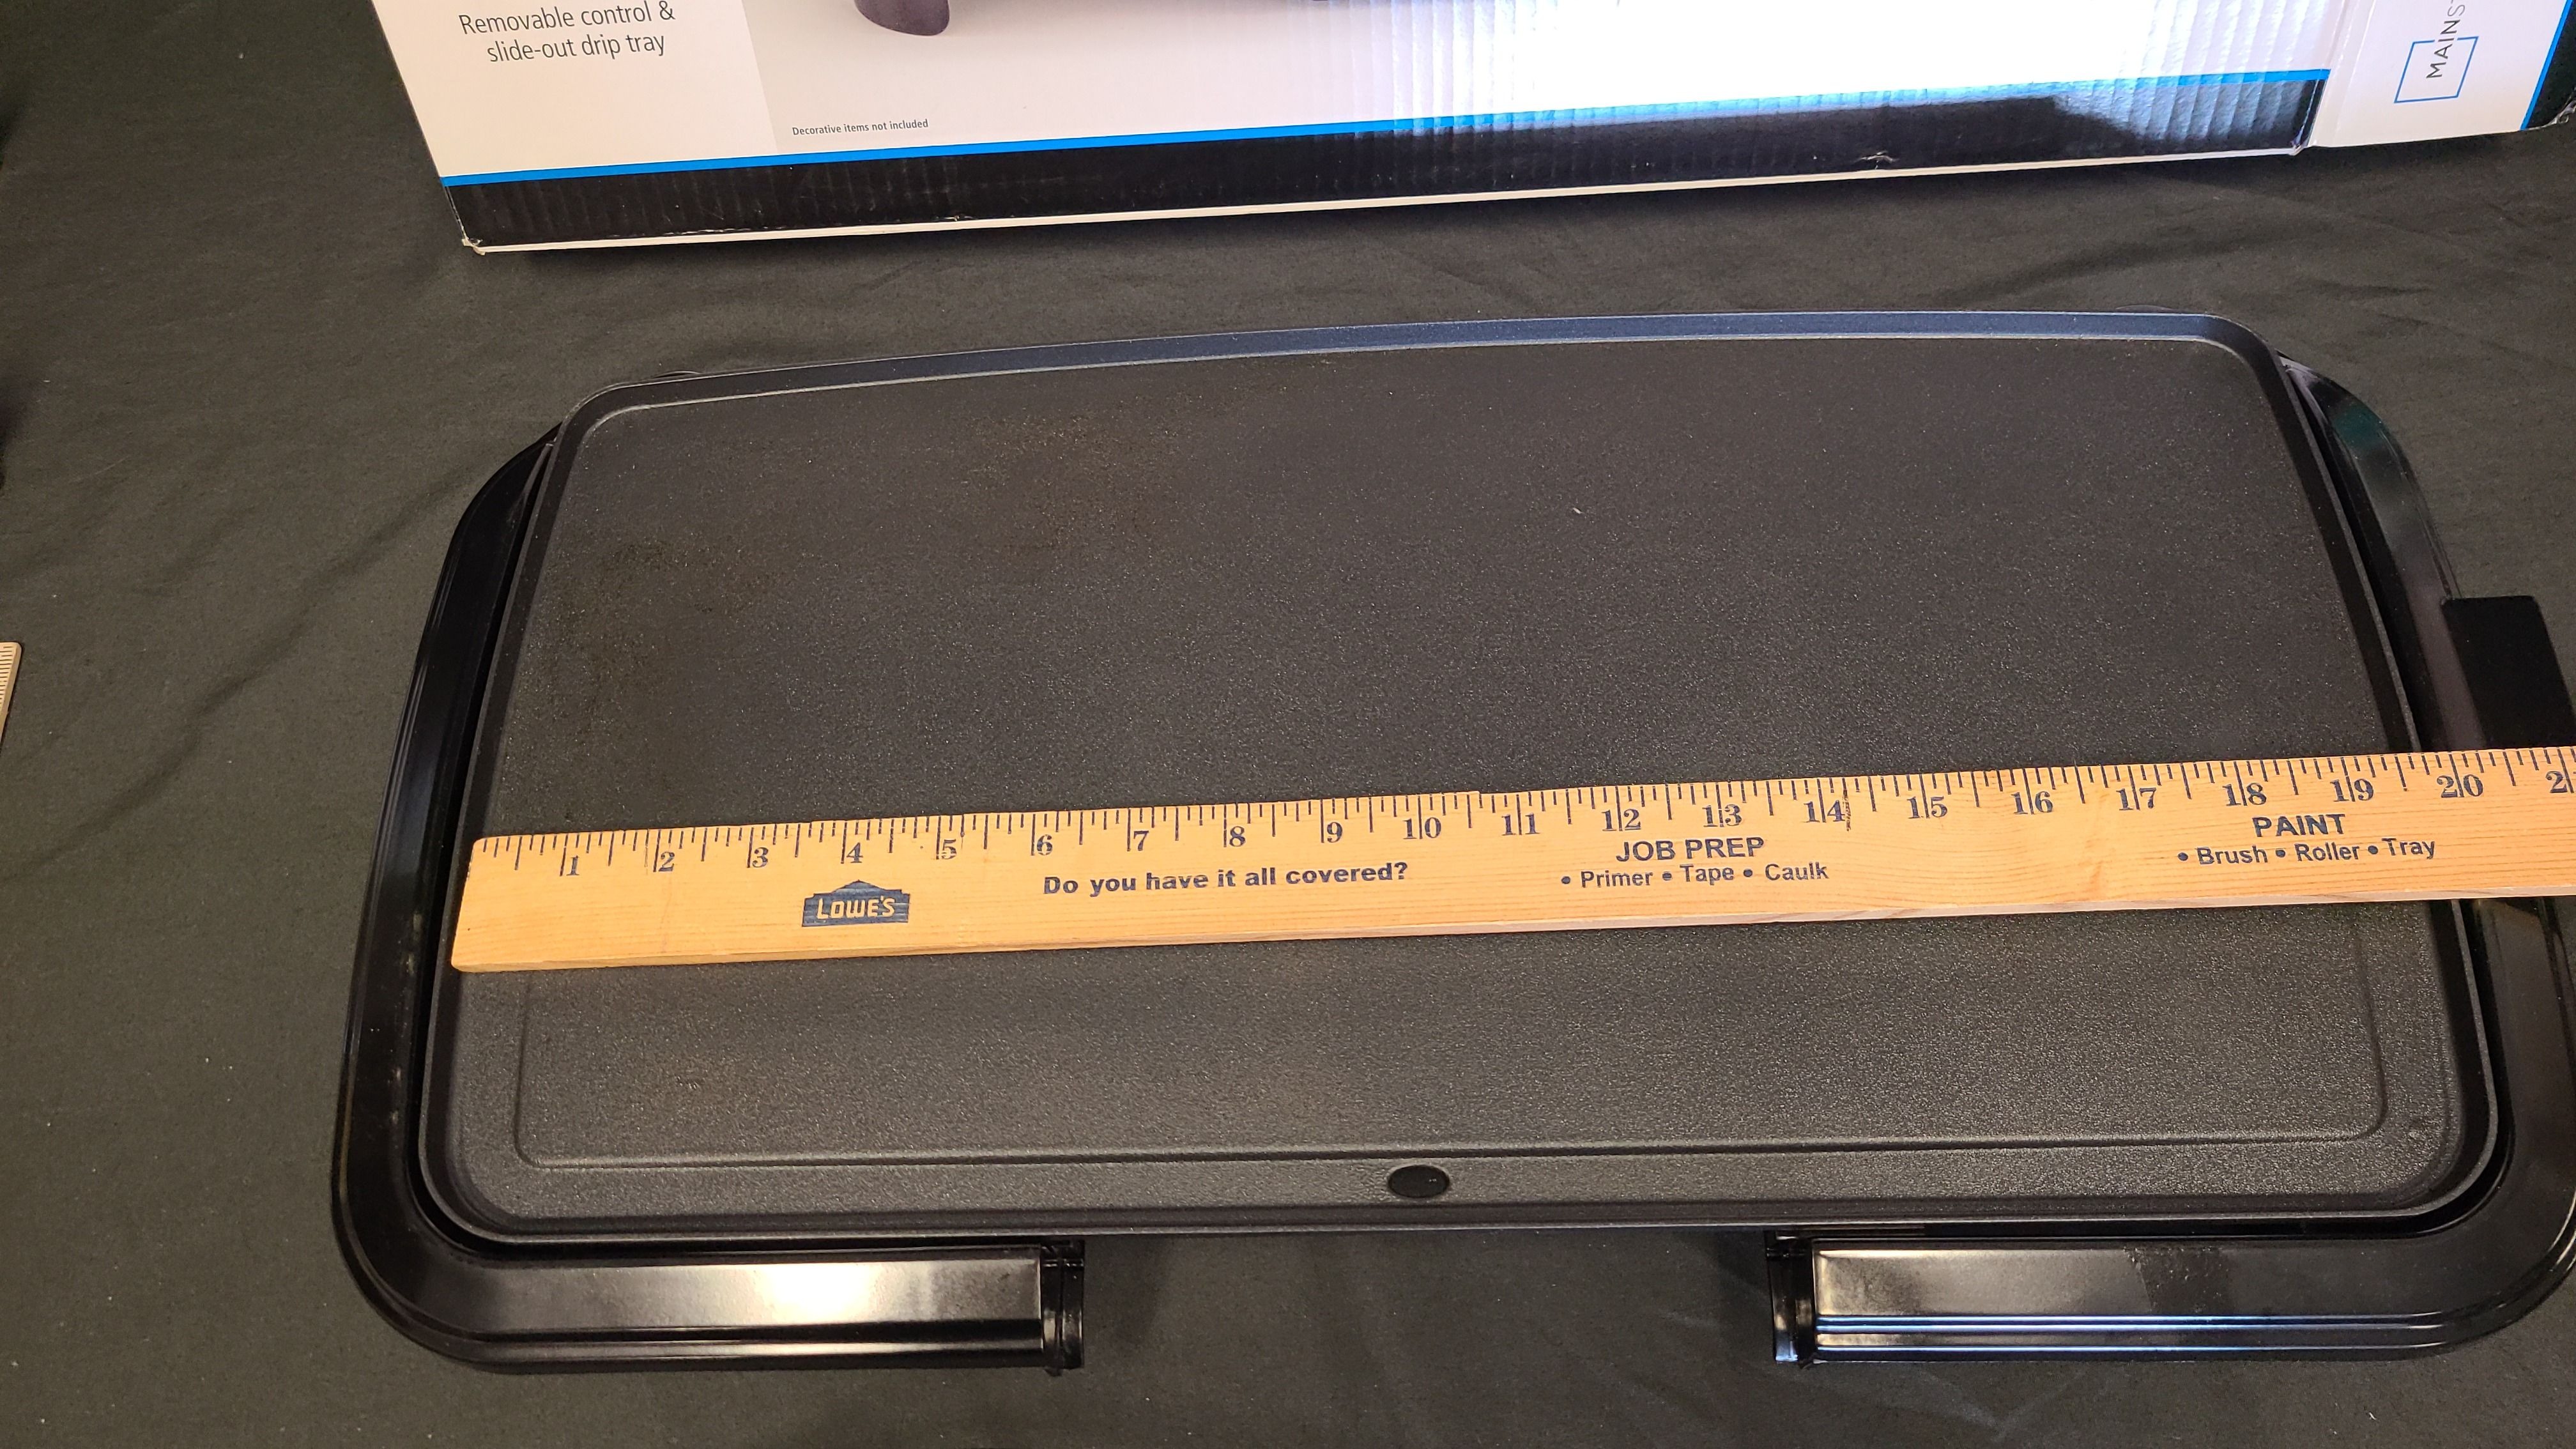 Removable control &
slide-out drip tray
Decorative items not included
MAINS
1 2 3 4 5 6 7 8 9 10 11 12 13 14 15 16 17 18 19 20
LOWE'S
Do you have it all covered?
JOB PREP
• Primer • Tape • Caulk
PAINT
• Brush • Roller • Tray